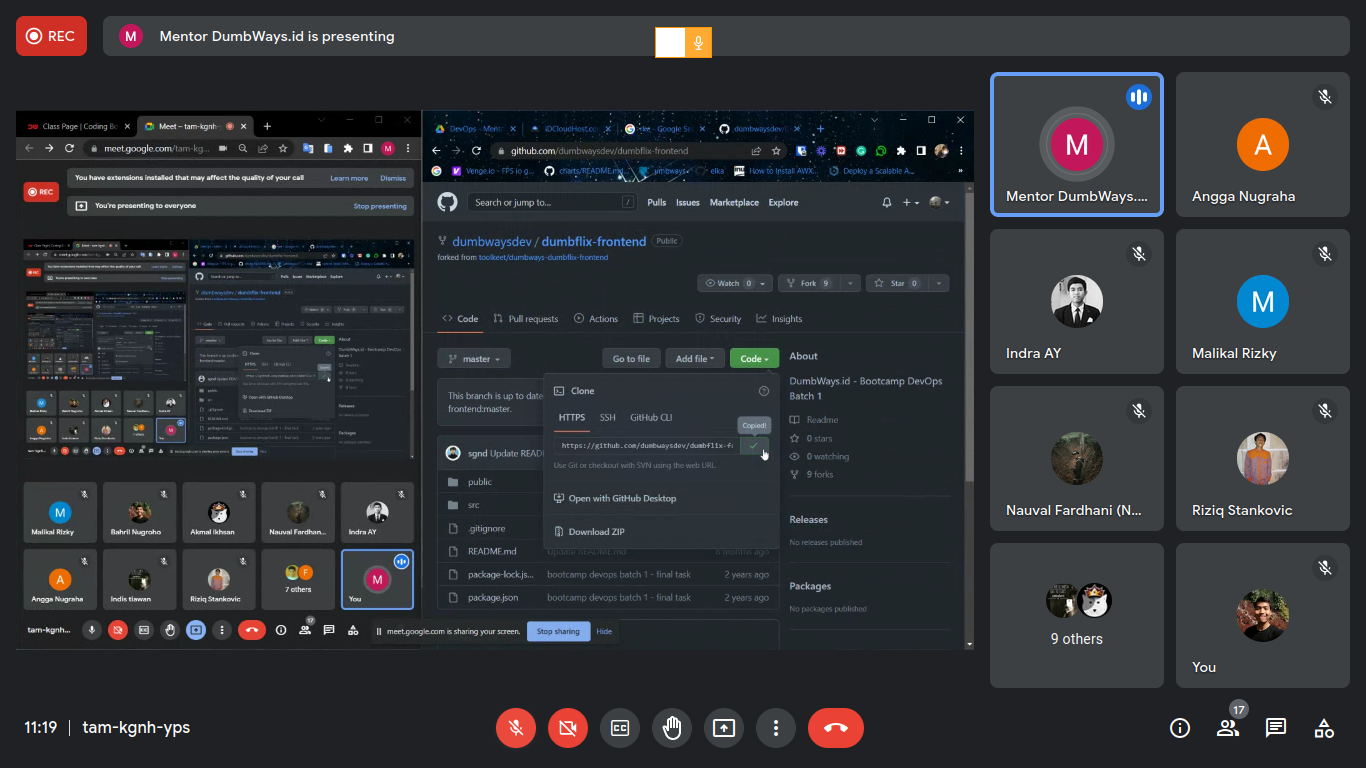 REC
M
Mentor DumbWays.id is presenting
Class Page | Coding Bo
Meet – tam-kgnh
meet.google.com/tam-kg...
REC
You have extensions installed that may affect the quality of your call
Learn more
Dismiss
You're presenting to everyone
Stop presenting
M
Malikal Rizky
Bahril Nugroho
Akmal Ikhsan
Nauval Fardhan...
Indra AY
A
Angga Nugraha
Indis tiawan
Riziq Stankovic
F
7 others
M
You
tam-kgnh...
17
meet.google.com is sharing your screen.
Stop sharing
Hide
DevOps - Mento
iDCloudHost.co
github.com/dumbwaysdev/dumbflix-frontend
Venge.io - FPS io g...
charts/README.md...
elka
How to Install AWX...
Deploy a Scalable A...
Search or jump to...
/
Pulls
Issues
Marketplace
Explore
dumbwaysdev / dumbflix-frontend
Public
forked from toolkeet/dumbways-dumbflix-frontend
Watch 0
Fork 9
Star 0
Code
Pull requests
Actions
Projects
Security
Insights
master
Go to file
Add file
Code
This branch is up to date
frontend:master.
sgnd Update READ
public
src
.gitignore
README.md
Update README.md
6 months ago
package-lock.js...
bootcamp devops batch 1 - final task
2 years ago
package.json
bootcamp devops batch 1 - final task
2 years ago
Clone
HTTPS
SSH
GitHub CLI
Copied!
https://github.com/dumbwaysdev/dumbflix-fr
Use Git or checkout with SVN using the web URL.
Open with GitHub Desktop
Download ZIP
About
DumbWays.id - Bootcamp DevOps
Batch 1
Readme
0 stars
0 watching
9 forks
Releases
No releases published
Packages
No packages published
M
Mentor DumbWays....
A
Angga Nugraha
Indra AY
M
Malikal Rizky
Nauval Fardhani (N...
Riziq Stankovic
9 others
You
11:19
tam-kgnh-yps
17